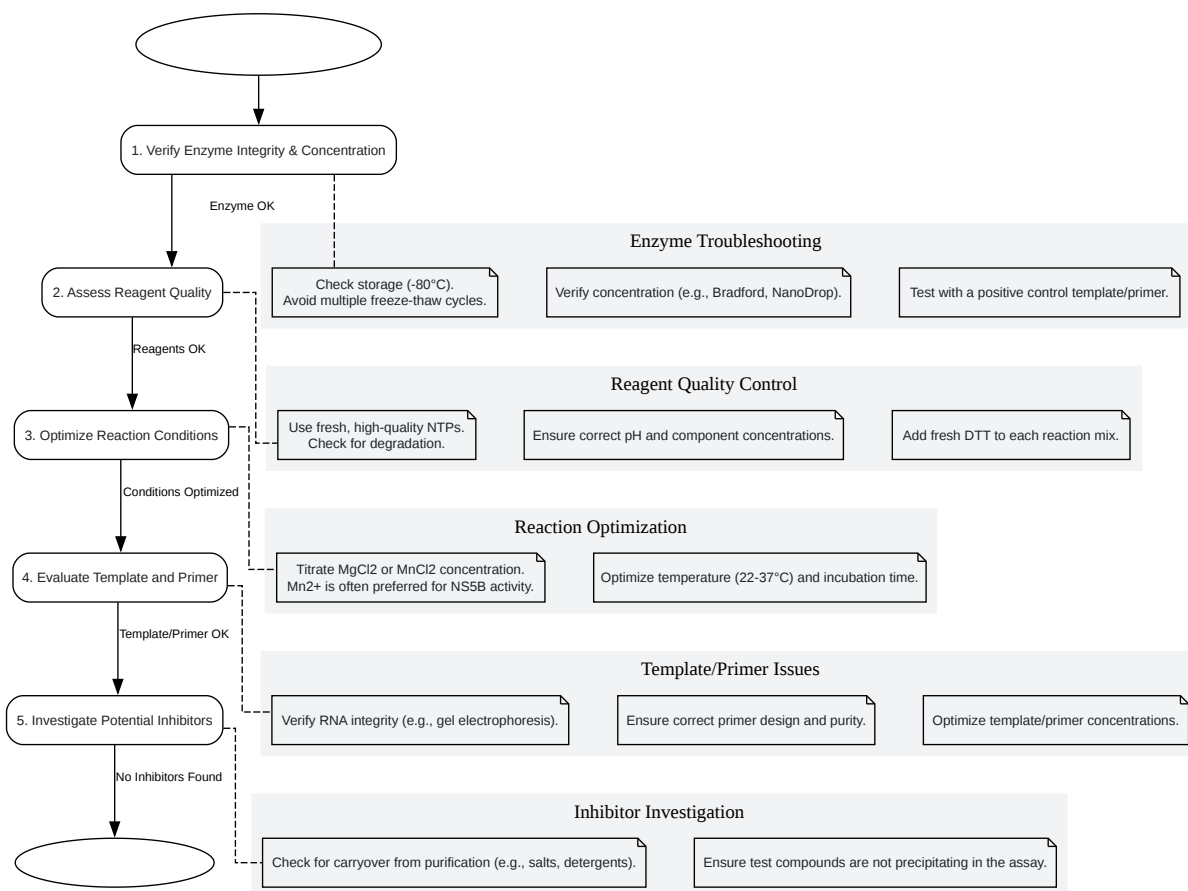 1. Verify Enzyme Integrity & Concentration
Enzyme OK
Enzyme Troubleshooting
Check storage (-80°C).
Avoid multiple freeze-thaw cycles.
Verify concentration (e.g., Bradford, NanoDrop).
Test with a positive control template/primer.
2. Assess Reagent Quality
Reagents OK
Reagent Quality Control
Use fresh, high-quality NTPs.
Check for degradation.
Ensure correct pH and component concentrations.
Add fresh DTT to each reaction mix.
3. Optimize Reaction Conditions
Conditions Optimized
Reaction Optimization
Titrate MgCl2 or MnCl2 concentration.
Mn2+ is often preferred for NS5B activity.
Optimize temperature (22-37°C) and incubation time.
4. Evaluate Template and Primer
Template/Primer OK
Template/Primer Issues
Verify RNA integrity (e.g., gel electrophoresis).
Ensure correct primer design and purity.
Optimize template/primer concentrations.
5. Investigate Potential Inhibitors
No Inhibitors Found
Inhibitor Investigation
Check for carryover from purification (e.g., salts, detergents).
Ensure test compounds are not precipitating in the assay.